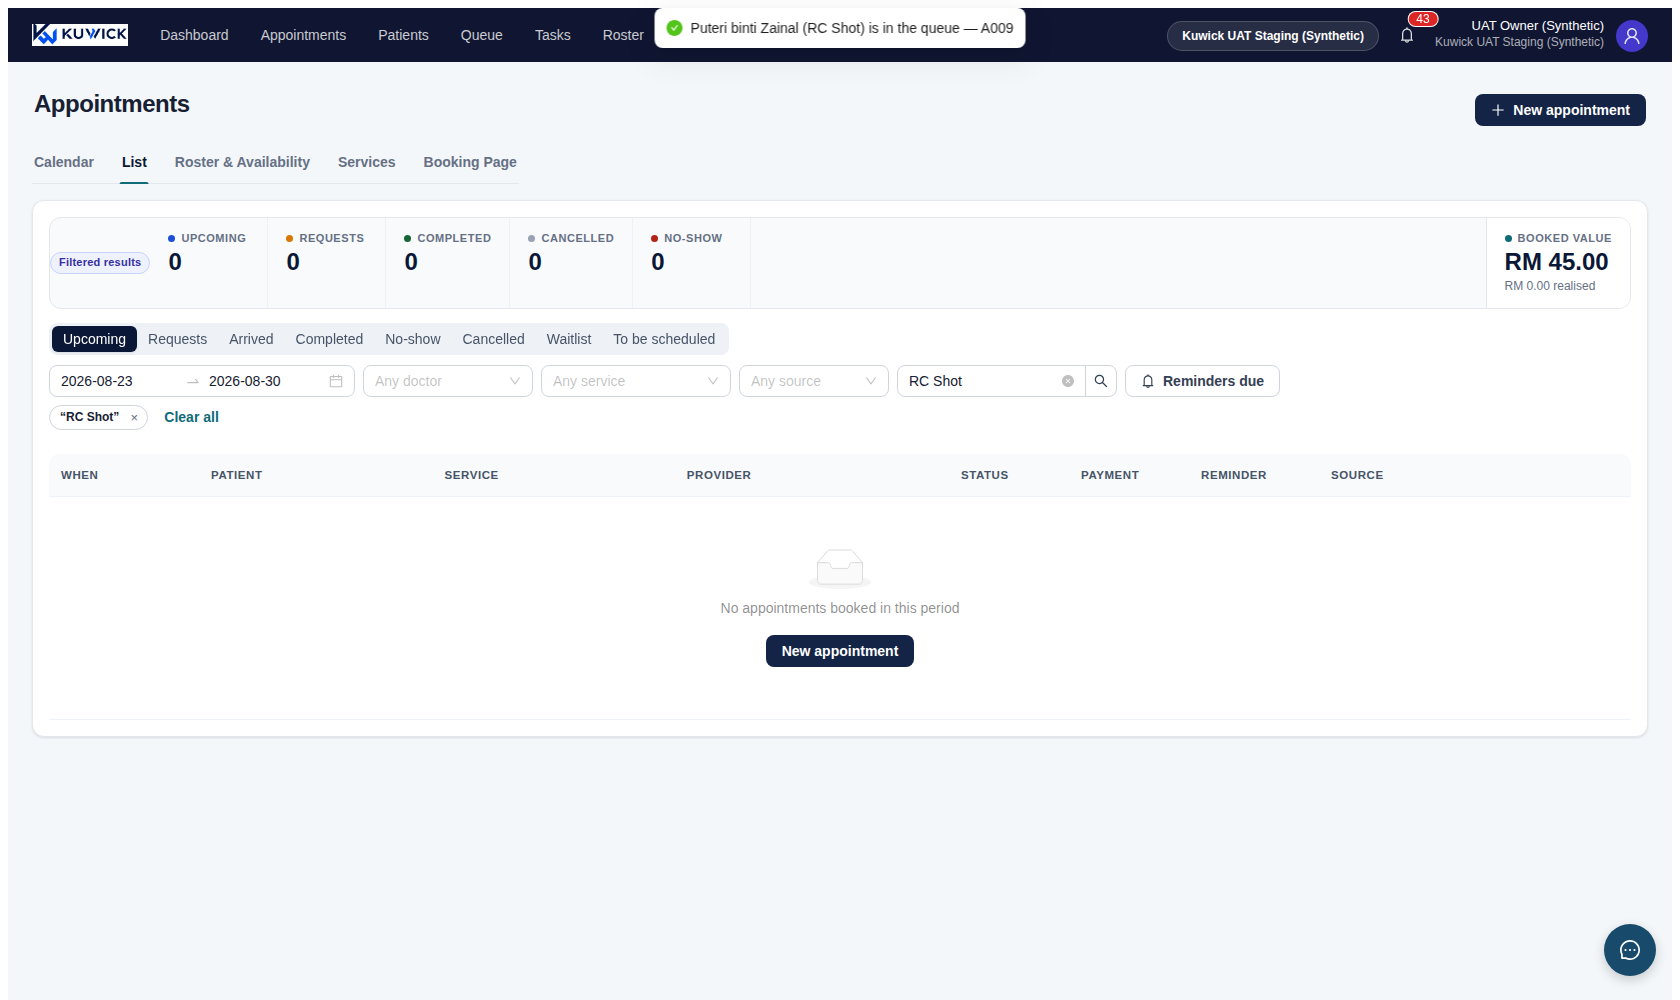 KUWICK
Dashboard
Appointments
Patients
Queue
Tasks
Roster
Puteri binti Zainal (RC Shot) is in the queue — A009
Kuwick UAT Staging (Synthetic)
43
UAT Owner (Synthetic)
Kuwick UAT Staging (Synthetic)
Appointments
New appointment
Calendar
List
Roster & Availability
Services
Booking Page
Filtered results
UPCOMING
0
REQUESTS
0
COMPLETED
0
CANCELLED
0
NO-SHOW
0
BOOKED VALUE
RM 45.00
RM 0.00 realised
Upcoming
Requests
Arrived
Completed
No-show
Cancelled
Waitlist
To be scheduled
2026-08-23
2026-08-30
Any doctor
Any service
Any source
RC Shot
Reminders due
“RC Shot” ×
Clear all
WHEN
PATIENT
SERVICE
PROVIDER
STATUS
PAYMENT
REMINDER
SOURCE
No appointments booked in this period
New appointment